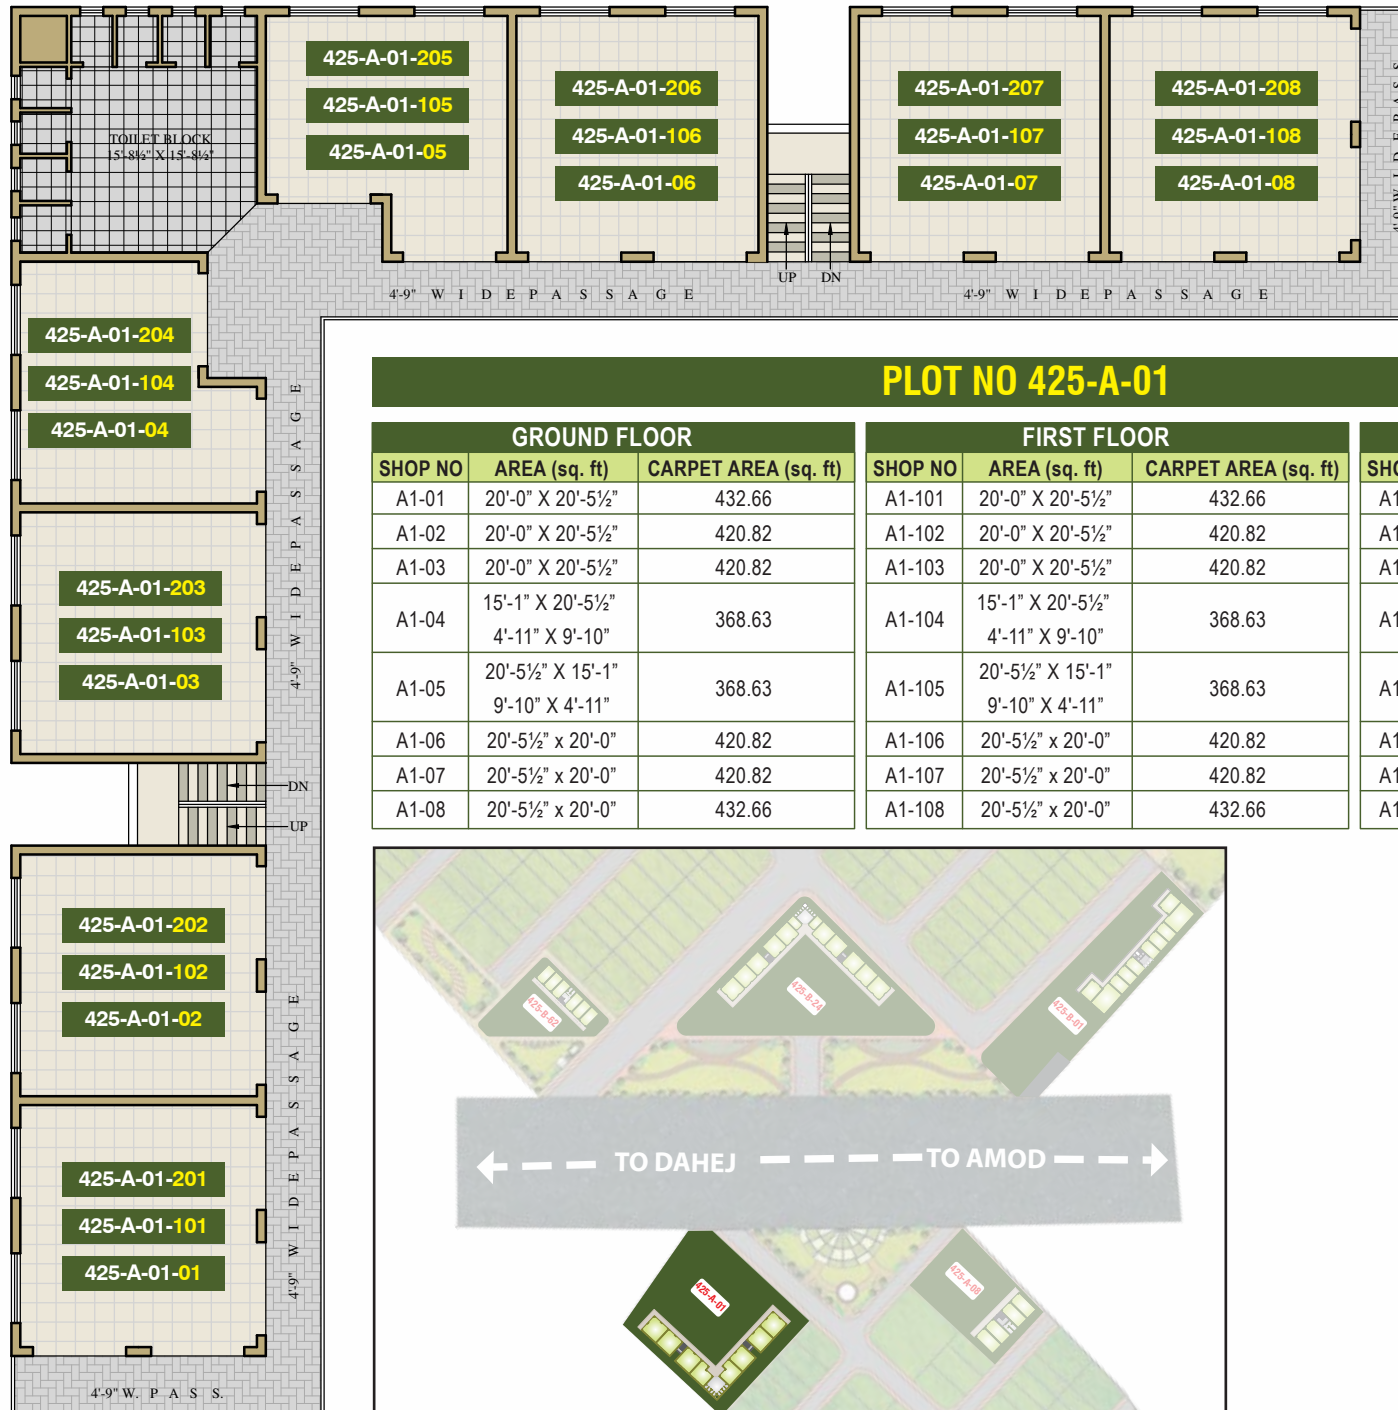 425-A-01-205
425-A-01-105
425-A-01-05
425-A-01-206
425-A-01-106
425-A-01-06
425-A-01-207
425-A-01-107
425-A-01-07
425-A-01-208
425-A-01-108
425-A-01-08
TOILET BLOCK
15'-8½" X 15'-8½"
UP DN
4'-9" W I D E P A S S A G E
4'-9" W I D E P A S S A G E
4'-9" W I D E P A S S
425-A-01-204
425-A-01-104
425-A-01-04
4'-9" W I D E P A S S A G E
425-A-01-203
425-A-01-103
425-A-01-03
DN
UP
425-A-01-202
425-A-01-102
425-A-01-02
4'-9" W I D E P A S S A G E
425-A-01-201
425-A-01-101
425-A-01-01
4'-9" W. P A S S.
PLOT NO 425-A-01
GROUND FLOOR
SHOP NO AREA (sq. ft) CARPET AREA (sq. ft)
A1-01 20'-0” X 20'-5½” 432.66
A1-02 20'-0” X 20'-5½” 420.82
A1-03 20'-0” X 20'-5½” 420.82
A1-04 15'-1” X 20'-5½” 368.63
4'-11” X 9'-10”
A1-05 20'-5½” X 15'-1” 368.63
9'-10” X 4'-11”
A1-06 20'-5½” x 20'-0” 420.82
A1-07 20'-5½” x 20'-0” 420.82
A1-08 20'-5½” x 20'-0” 432.66
FIRST FLOOR
SHOP NO AREA (sq. ft) CARPET AREA (sq. ft)
A1-101 20'-0” X 20'-5½” 432.66
A1-102 20'-0” X 20'-5½” 420.82
A1-103 20'-0” X 20'-5½” 420.82
A1-104 15'-1” X 20'-5½” 368.63
4'-11” X 9'-10”
A1-105 20'-5½” X 15'-1” 368.63
9'-10” X 4'-11”
A1-106 20'-5½” x 20'-0” 420.82
A1-107 20'-5½” x 20'-0” 420.82
A1-108 20'-5½” x 20'-0” 432.66
425-B-62
425-B-24
425-B-01
TO DAHEJ
TO AMOD
425-A-01
425-A-08